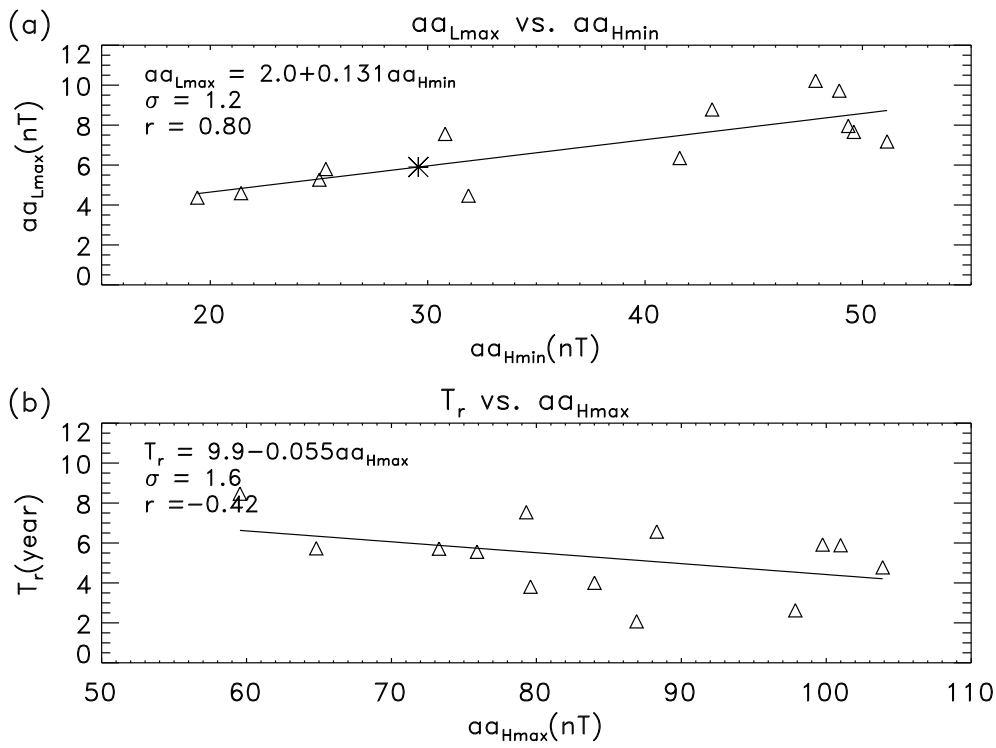 (a)
aa_Lmax vs. aa_Hmin
aa_Lmax = 2.0+0.131aa_Hmin
σ = 1.2
r = 0.80
12
10
8
6
4
2
0
aa_Lmax(nT)
20 30 40 50
aa_Hmin(nT)
(b)
T_r vs. aa_Hmax
T_r = 9.9−0.055aa_Hmax
σ = 1.6
r =−0.42
12
10
8
6
4
2
0
T_r(year)
50 60 70 80 90 100 110
aa_Hmax(nT)